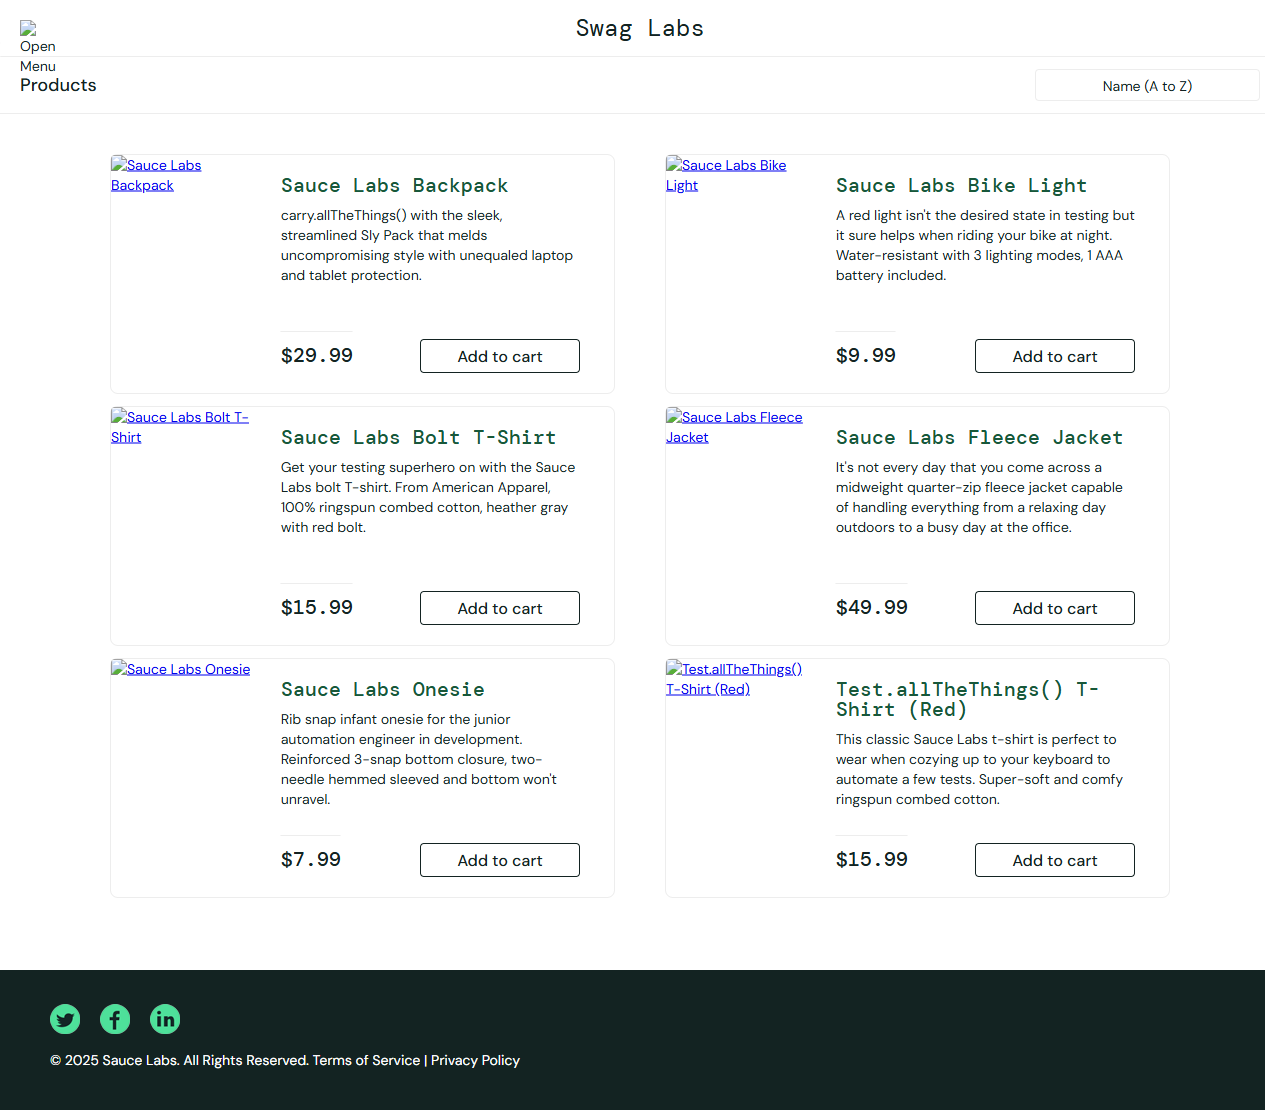 Swag Labs
Open
Menu
Products
Name (A to Z)
Sauce Labs
Backpack
Sauce Labs Backpack
carry.allTheThings() with the sleek,
streamlined Sly Pack that melds
uncompromising style with unequaled laptop
and tablet protection.
$29.99
Add to cart
Sauce Labs Bike
Light
Sauce Labs Bike Light
A red light isn't the desired state in testing but
it sure helps when riding your bike at night.
Water-resistant with 3 lighting modes, 1 AAA
battery included.
$9.99
Add to cart
Sauce Labs Bolt T-
Shirt
Sauce Labs Bolt T-Shirt
Get your testing superhero on with the Sauce
Labs bolt T-shirt. From American Apparel,
100% ringspun combed cotton, heather gray
with red bolt.
$15.99
Add to cart
Sauce Labs Fleece
Jacket
Sauce Labs Fleece Jacket
It's not every day that you come across a
midweight quarter-zip fleece jacket capable
of handling everything from a relaxing day
outdoors to a busy day at the office.
$49.99
Add to cart
Sauce Labs Onesie
Sauce Labs Onesie
Rib snap infant onesie for the junior
automation engineer in development.
Reinforced 3-snap bottom closure, two-
needle hemmed sleeved and bottom won't
unravel.
$7.99
Add to cart
Test.allTheThings()
T-Shirt (Red)
Test.allTheThings() T-
Shirt (Red)
This classic Sauce Labs t-shirt is perfect to
wear when cozying up to your keyboard to
automate a few tests. Super-soft and comfy
ringspun combed cotton.
$15.99
Add to cart
© 2025 Sauce Labs. All Rights Reserved. Terms of Service | Privacy Policy